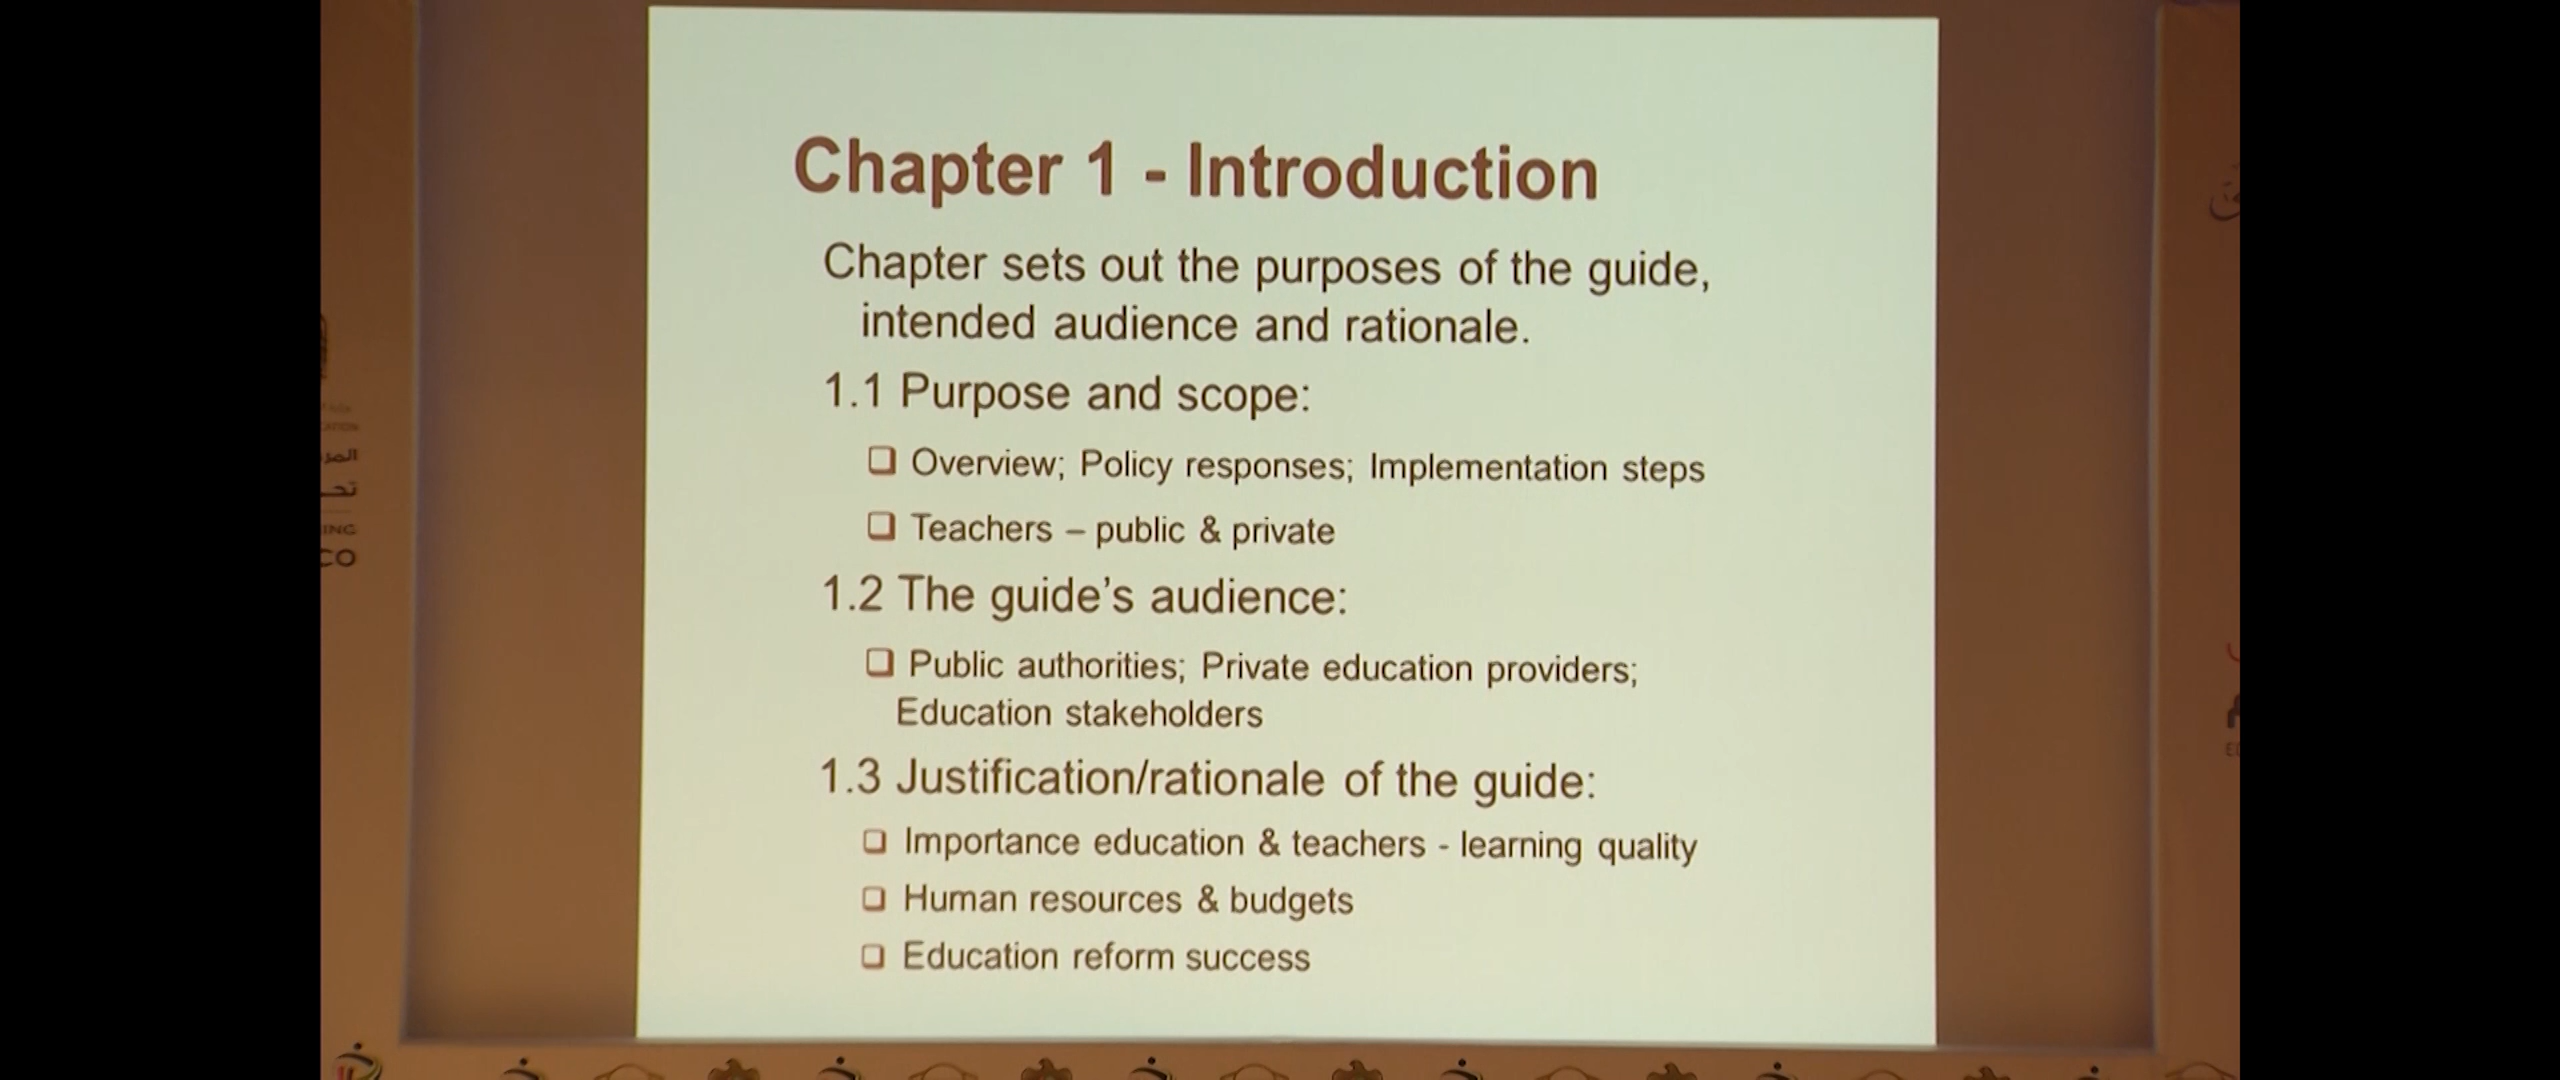 Chapter 1 - Introduction
Chapter sets out the purposes of the guide,
intended audience and rationale.
1.1 Purpose and scope:
❑ Overview; Policy responses; Implementation steps
❑ Teachers – public & private
1.2 The guide’s audience:
❑ Public authorities; Private education providers;
Education stakeholders
1.3 Justification/rationale of the guide:
❑ Importance education & teachers - learning quality
❑ Human resources & budgets
❑ Education reform success